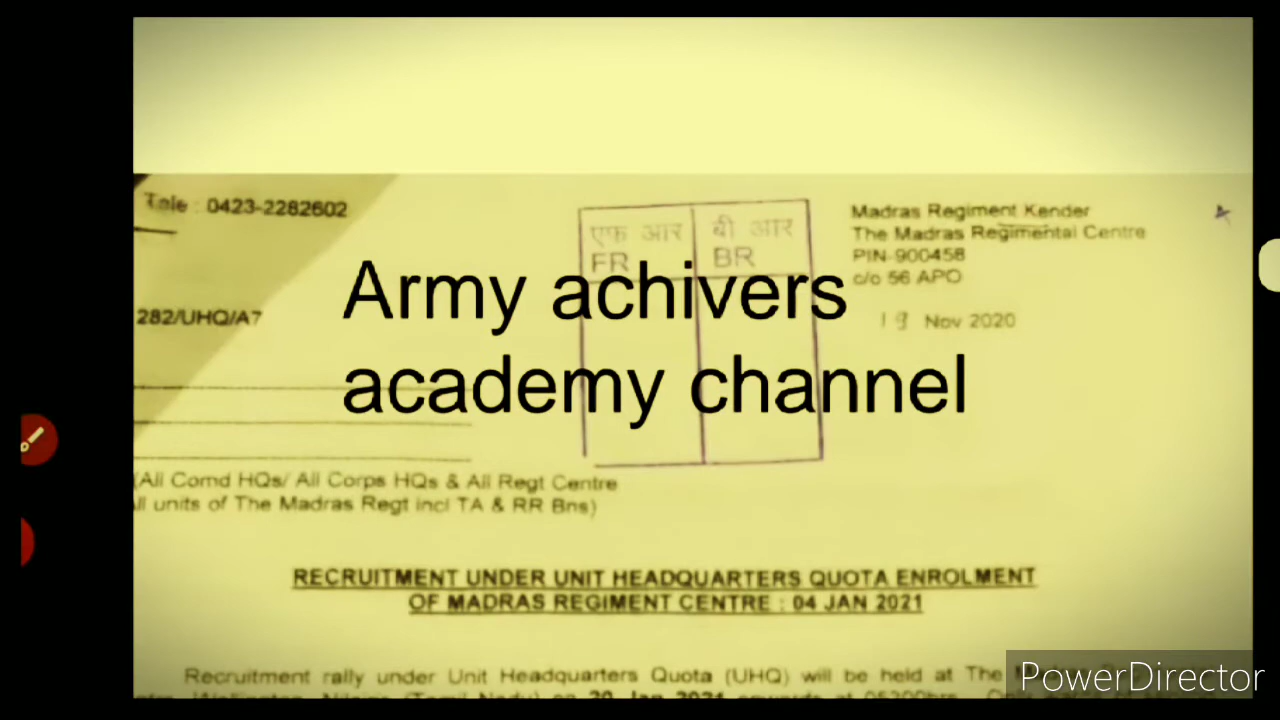 Tele : 0423-2282602
एफ आर
FR
बी आर
BR
Madras Regiment Kender
The Madras Regimental Centre
PIN-900458
c/o 56 APO
282/UHQ/A7
19 Nov 2020
Army achivers
academy channel
(All Comd HQs/ All Corps HQs & All Regt Centre
units of The Madras Regt incl TA & RR Bns)
RECRUITMENT UNDER UNIT HEADQUARTERS QUOTA ENROLMENT
OF MADRAS REGIMENT CENTRE : 04 JAN 2021
Recruitment rally under Unit Headquarters Quota (UHQ) will be held at The
PowerDirector